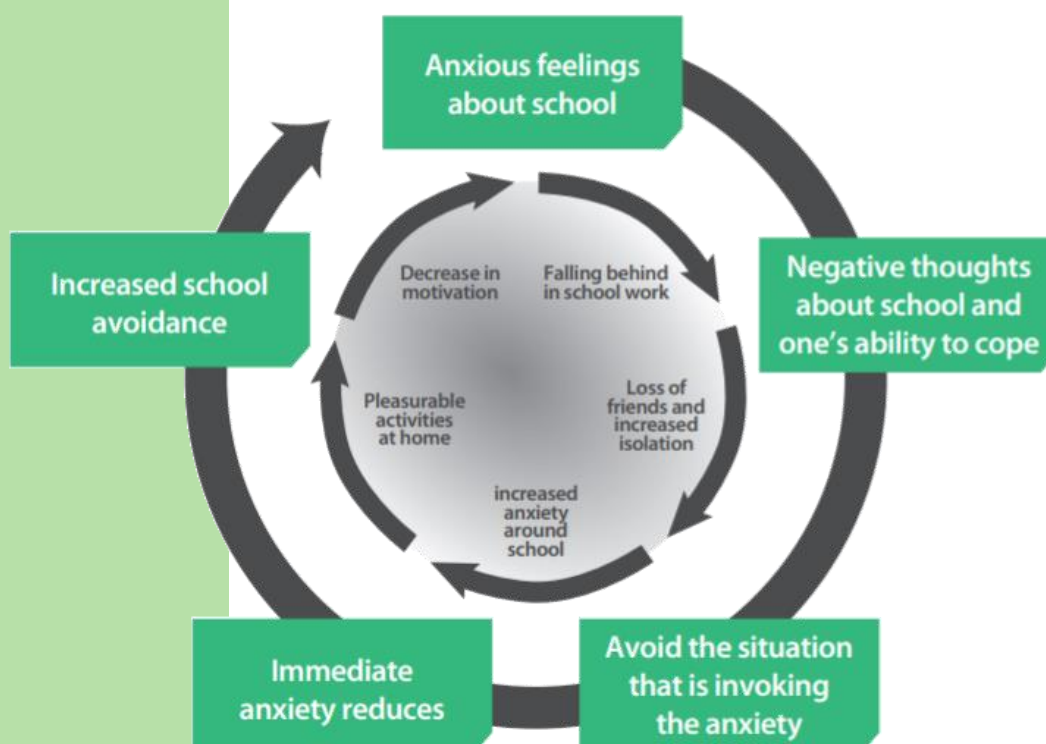 Anxious feelings
about school
Negative thoughts
about school and
one's ability to cope
Avoid the situation
that is invoking
the anxiety
Immediate
anxiety reduces
Increased school
avoidance
Falling behind
in school work
Loss of
friends and
increased
isolation
increased
anxiety
around
school
Pleasurable
activities
at home
Decrease in
motivation